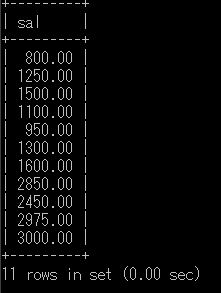 +---------+
| sal     |
+---------+
|  800.00 |
| 1250.00 |
| 1500.00 |
| 1100.00 |
|  950.00 |
| 1300.00 |
| 1600.00 |
| 2850.00 |
| 2450.00 |
| 2975.00 |
| 3000.00 |
+---------+
11 rows in set (0.00 sec)